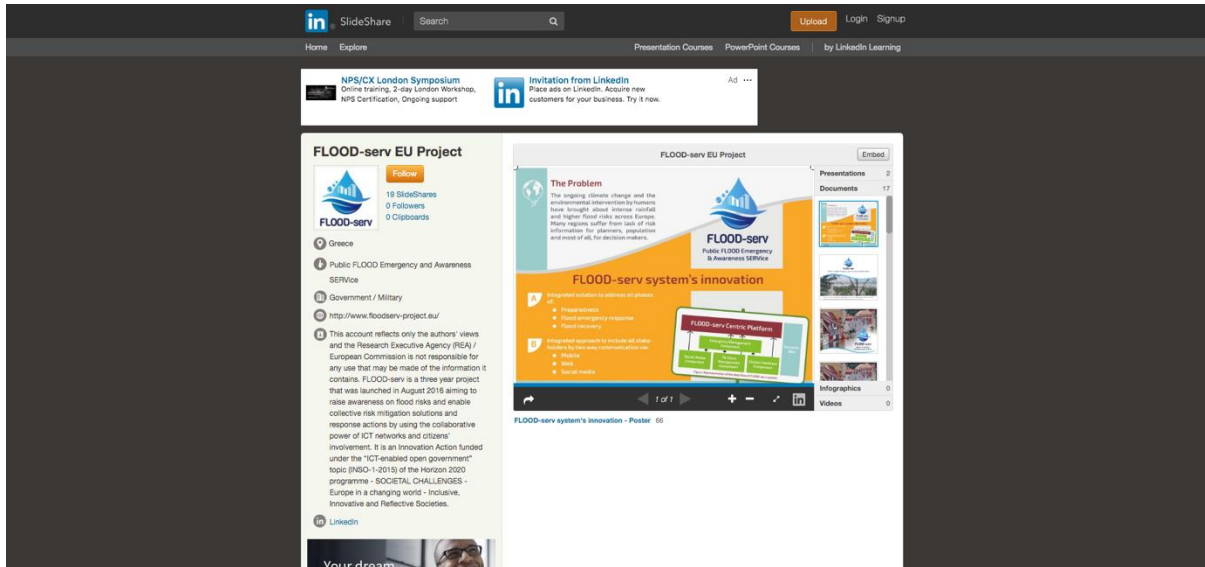 in SlideShare Search Upload Login Signup
Home Explore Presentation Courses PowerPoint Courses by LinkedIn Learning
NPS/CX London Symposium
Online training, 2-day London Workshop,
NPS Certification, Ongoing support
in
Invitation from LinkedIn
Place ads on LinkedIn. Acquire new
customers for your business. Try it now.
Ad
FLOOD-serv EU Project
FLOOD-serv
Follow
19 SlideShares
0 Followers
0 Clipboards
Greece
Public FLOOD Emergency and Awareness
SERVice
Government / Military
http://www.floodserv-project.eu/
This account reflects only the authors' views
and the Research Executive Agency (REA) /
European Commission is not responsible for
any use that may be made of the information it
contains. FLOOD-serv is a three year project
that was launched in August 2016 aiming to
raise awareness on flood risks and enable
collective risk mitigation solutions and
response actions by using the collaborative
power of ICT networks and citizens'
involvement. It is an Innovation Action funded
under the "ICT-enabled open government"
topic (INSO-1-2015) of the Horizon 2020
programme - SOCIETAL CHALLENGES -
Europe in a changing world - Inclusive,
Innovative and Reflective Societies.
in LinkedIn
Your dream
FLOOD-serv EU Project
Embed
The Problem
The ongoing climate change and the
environmental intervention by humans
have brought about intense rainfall
and higher flood risks across Europe.
Many regions suffer from lack of risk
information for planners, population
and most of all, for decision makers.
FLOOD-serv
Public FLOOD Emergency
& Awareness SERVice
FLOOD-serv system's innovation
A
Integrated solution to address all phases
of:
Preparedness
Flood emergency response
Flood recovery
B
Integrated approach to include all stake-
holders by two way communication via:
Mobile
Web
Social media
FLOOD-serv Centric Platform
Emergency Management
1 of 1
in
Presentations 2
Documents 17
Infographics 0
Videos 0
FLOOD-serv system's innovation - Poster 66